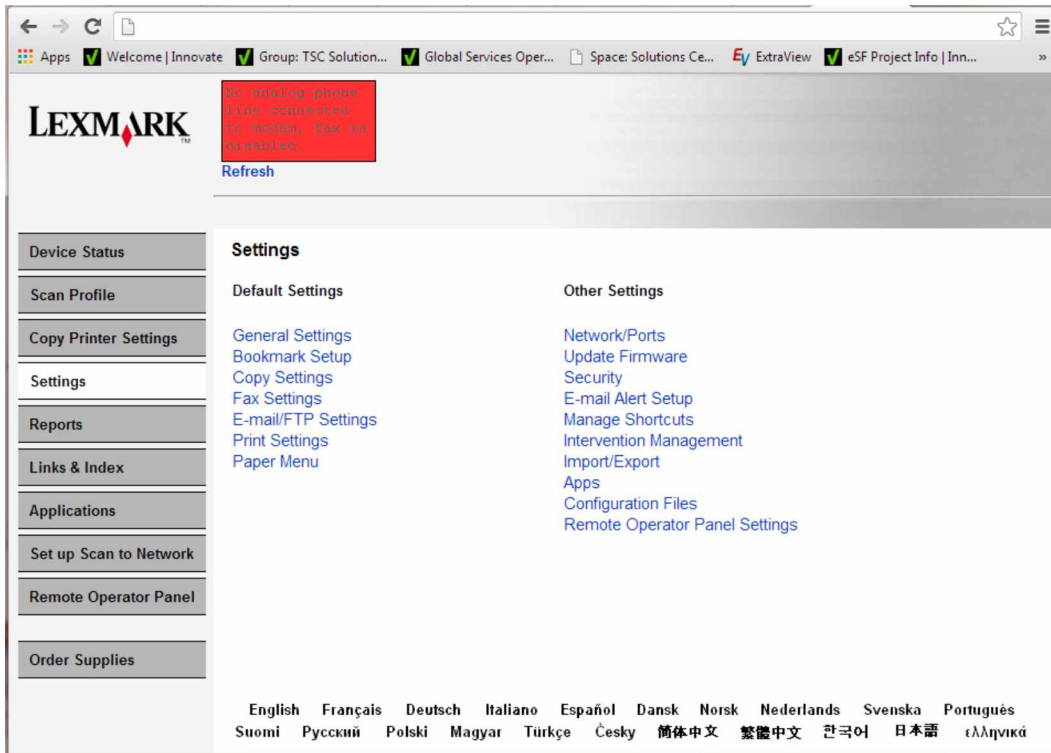 Apps Welcome | Innovate Group: TSC Solution... Global Services Oper... Space: Solutions Ce... EV ExtraView eSF Project Info | Inn... »
LEXMARK™
No analog phone
line connected
to modem, fax is
disabled.
Refresh
Device Status
Scan Profile
Copy Printer Settings
Settings
Reports
Links & Index
Applications
Set up Scan to Network
Remote Operator Panel
Order Supplies
Settings
Default Settings
General Settings
Bookmark Setup
Copy Settings
Fax Settings
E-mail/FTP Settings
Print Settings
Paper Menu
Other Settings
Network/Ports
Update Firmware
Security
E-mail Alert Setup
Manage Shortcuts
Intervention Management
Import/Export
Apps
Configuration Files
Remote Operator Panel Settings
English Français Deutsch Italiano Español Dansk Norsk Nederlands Svenska Português
Suomi Русский Polski Magyar Türkçe Česky 简体中文 繁體中文 한국어 日本語 ελληνικά